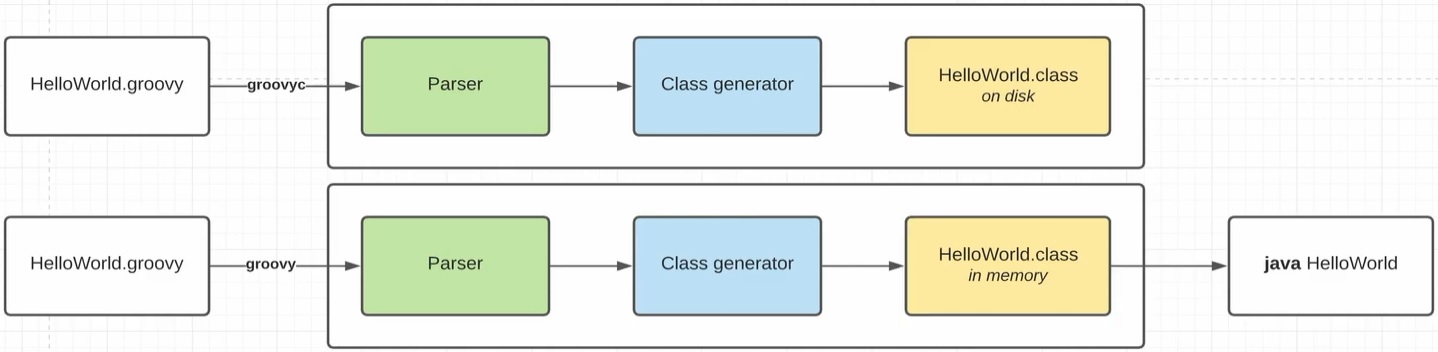 HelloWorld.groovy
groovyc
Parser
Class generator
HelloWorld.class
on disk
HelloWorld.groovy
groovy
Parser
Class generator
HelloWorld.class
in memory
java HelloWorld